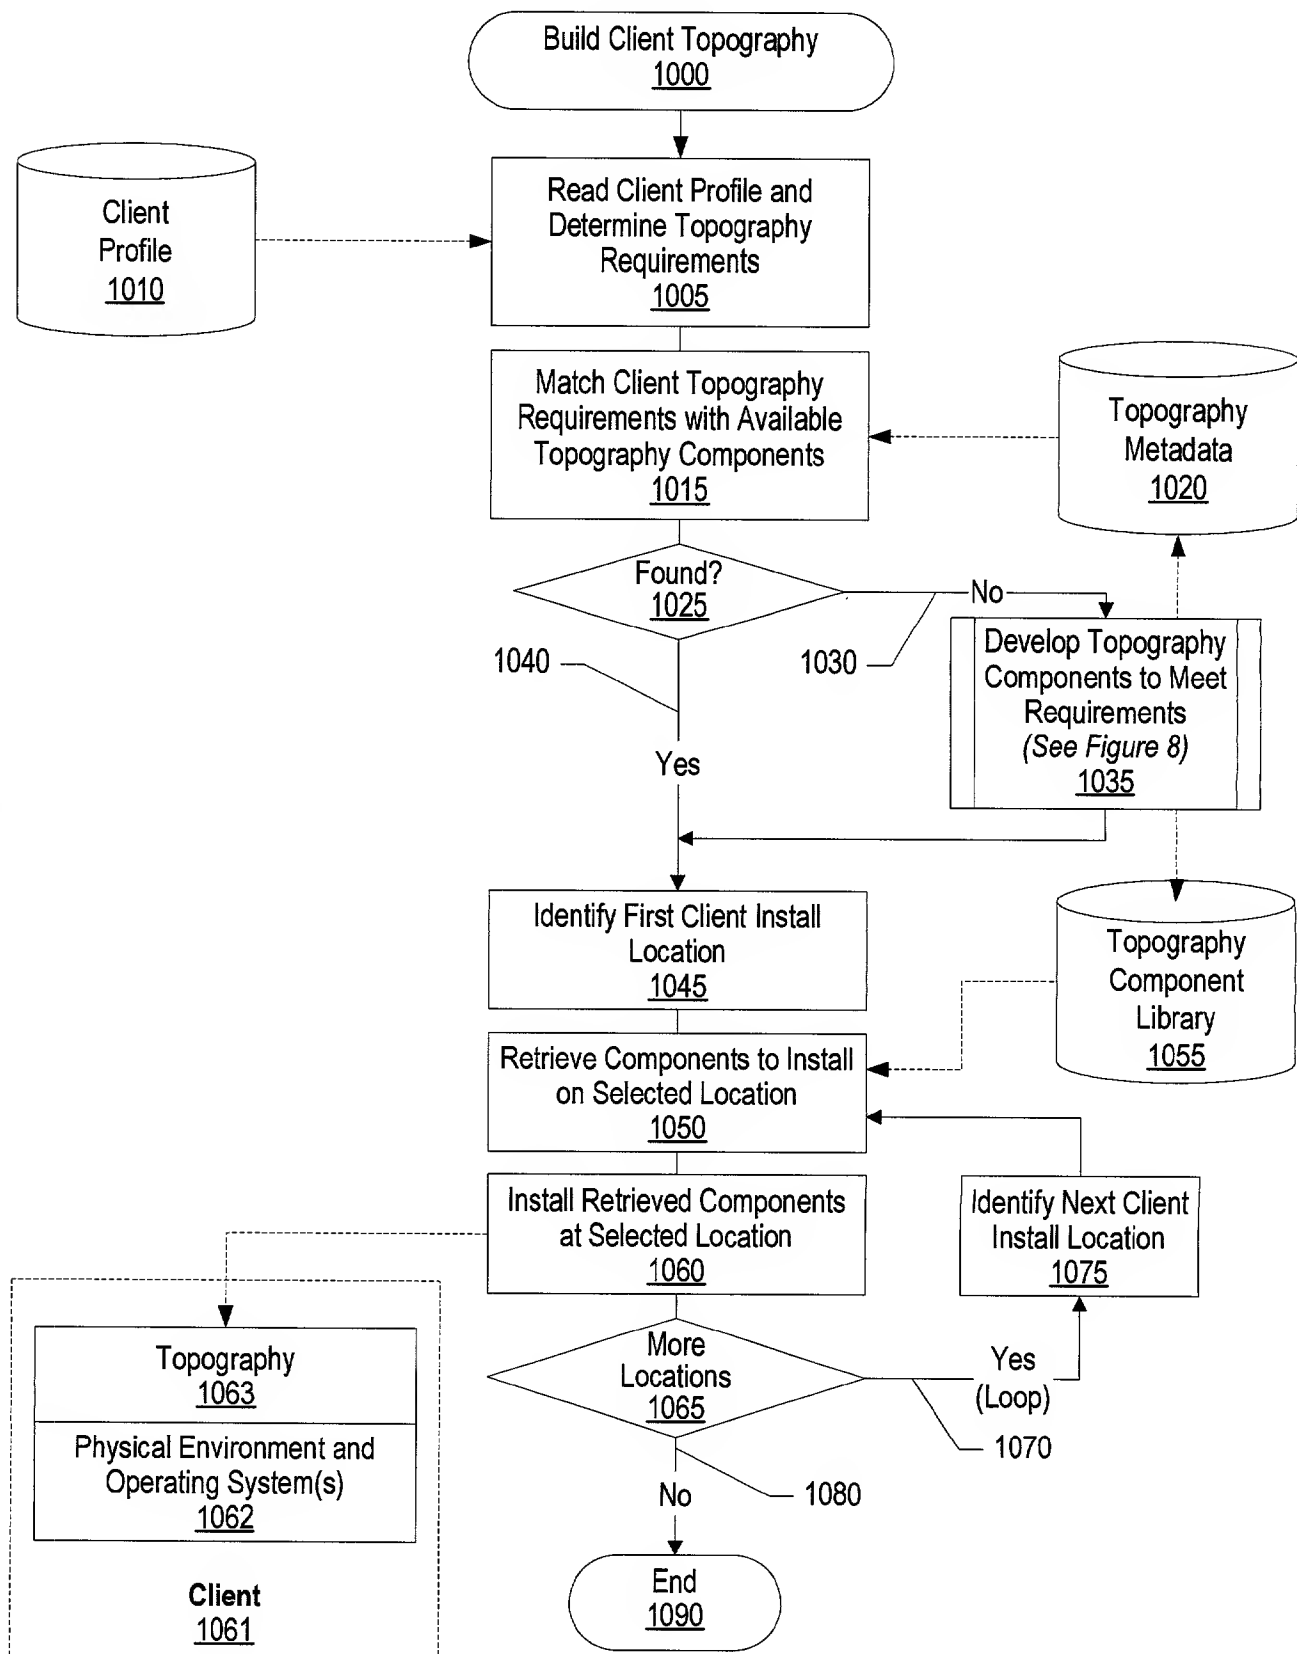 Build Client Topography
1000
Client
Profile
1010
Read Client Profile and
Determine Topography
Requirements
1005
Match Client Topography
Requirements with Available
Topography Components
1015
Topography
Metadata
1020
Found?
1025
No
1040
1030
Yes
Develop Topography
Components to Meet
Requirements
(See Figure 8)
1035
Identify First Client Install
Location
1045
Topography
Component
Library
1055
Retrieve Components to Install
on Selected Location
1050
Install Retrieved Components
at Selected Location
1060
Identify Next Client
Install Location
1075
More
Locations
1065
Yes
(Loop)
1070
Topography
1063
Physical Environment and
Operating System(s)
1062
Client
1061
No
1080
End
1090